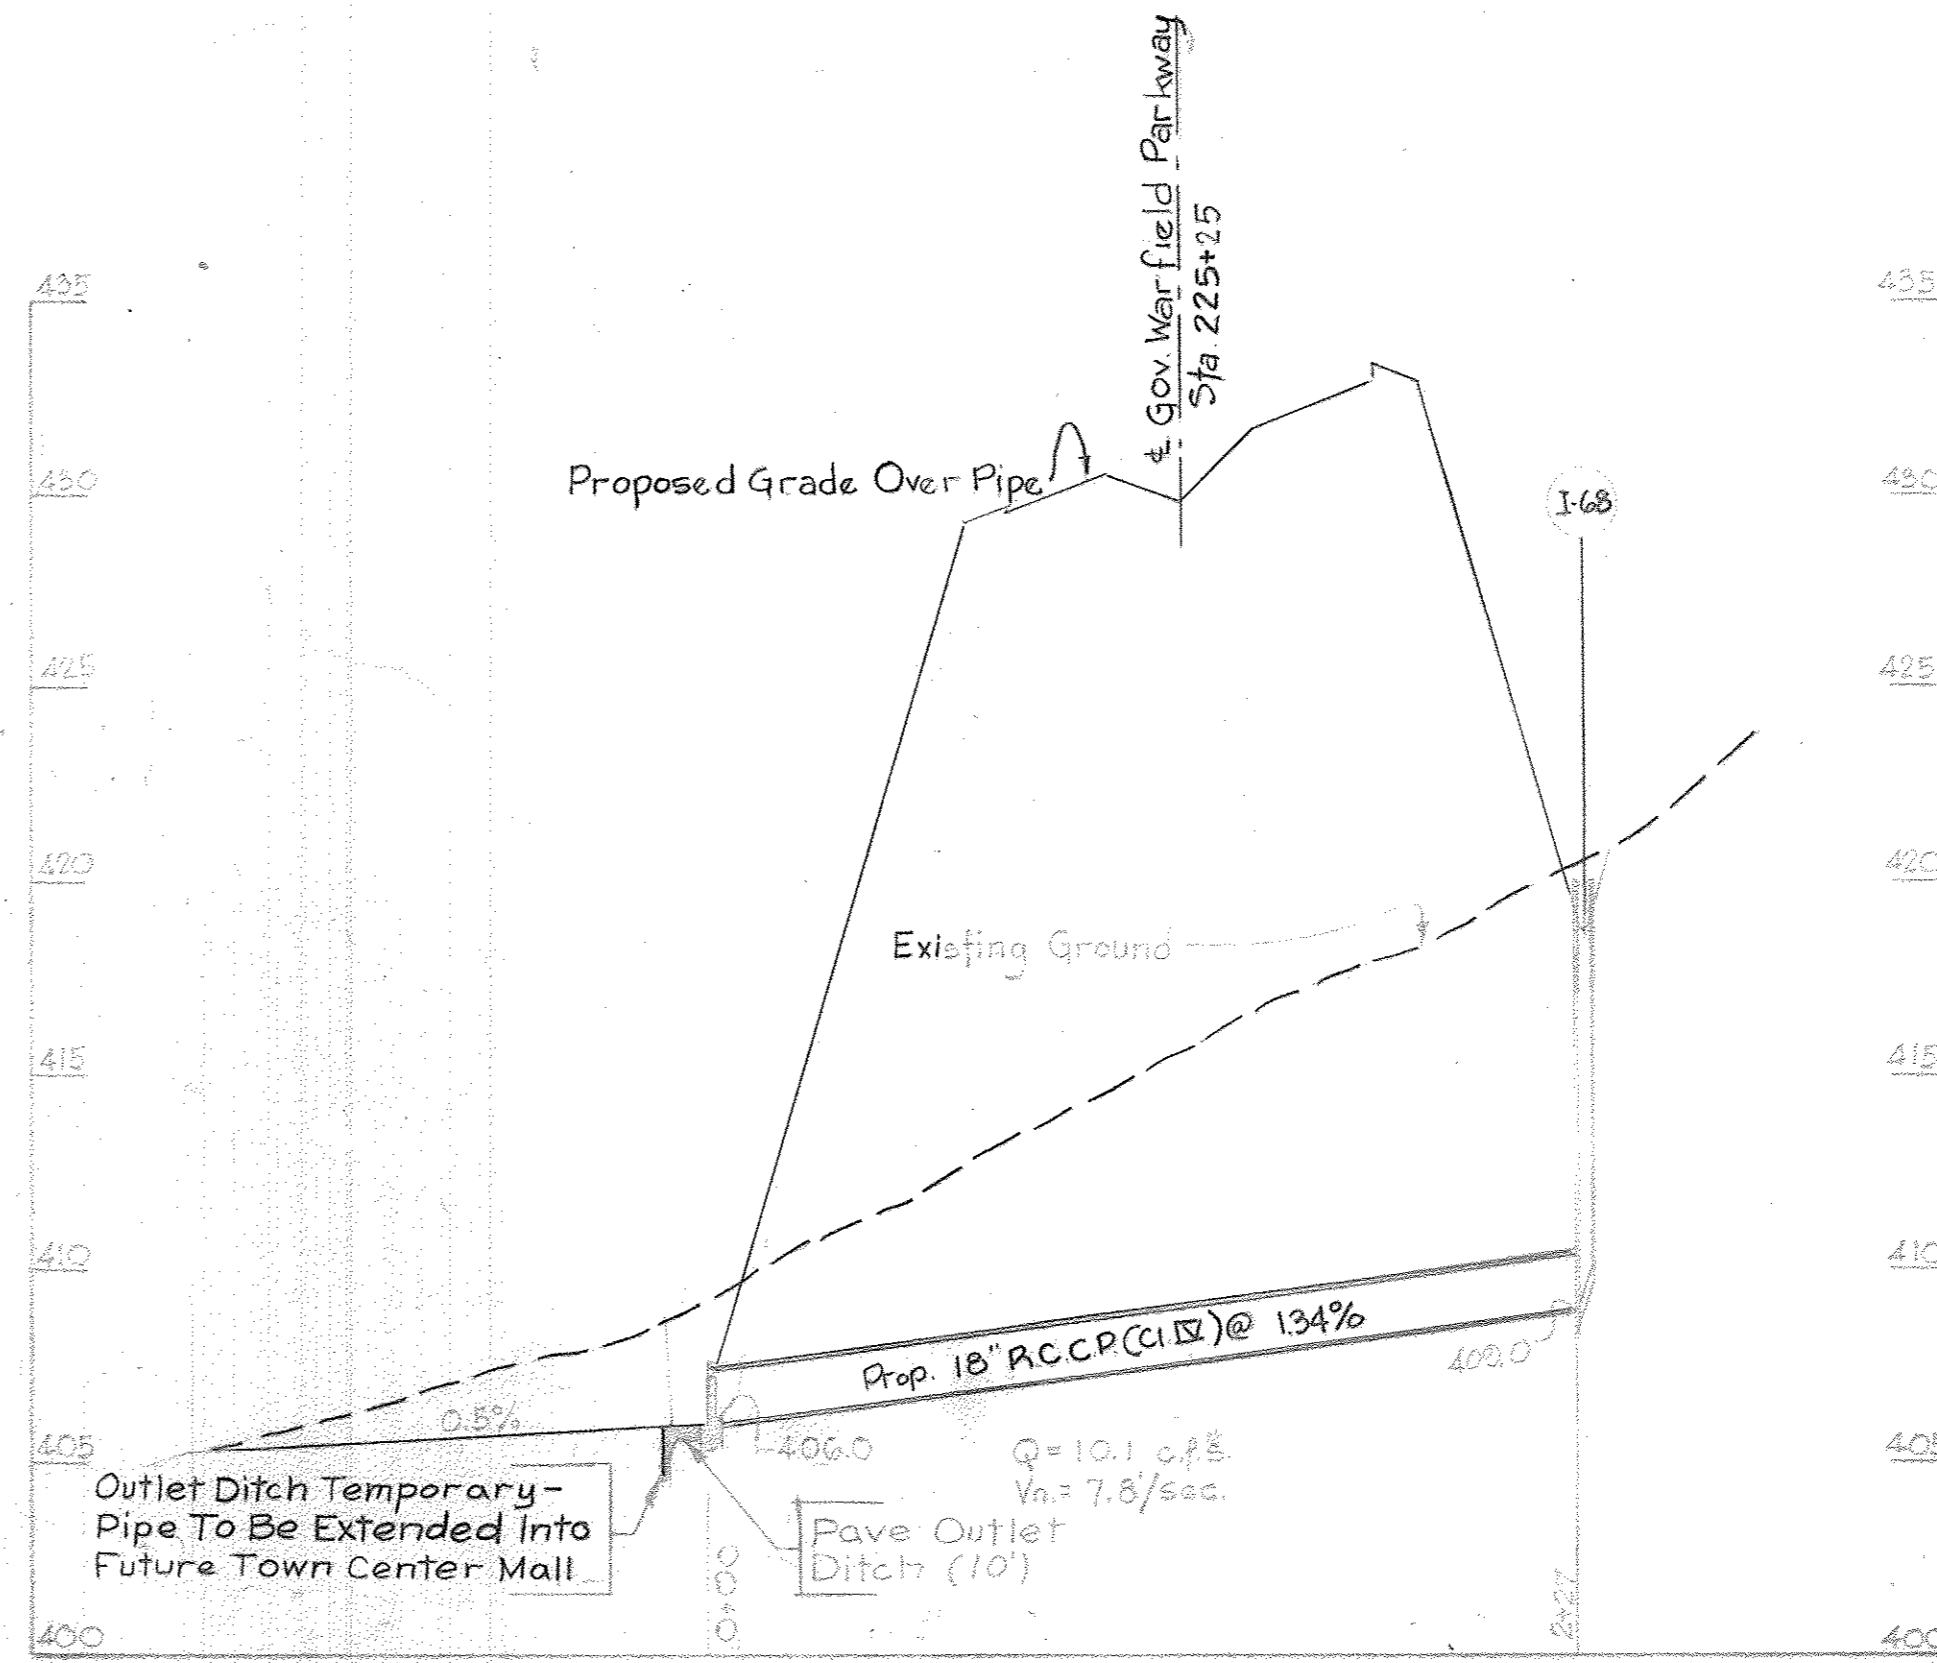 ℄ Gov. Warfield Parkway
Sta. 225+25
435
435
Proposed Grade Over Pipe
430
430
I-68
425
425
420
420
Existing Ground
415
415
410
410
Prop. 18" R.C.C.P. (Cl. IV) @ 1.34%
409.0
0.5%
406.0
405
405
Q = 10.1 c.f.s.
Vn. = 7.8'/sec.
Outlet Ditch Temporary-
Pipe To Be Extended Into
Future Town Center Mall
Pave Outlet
Ditch (10')
0+00
2+27
400
400